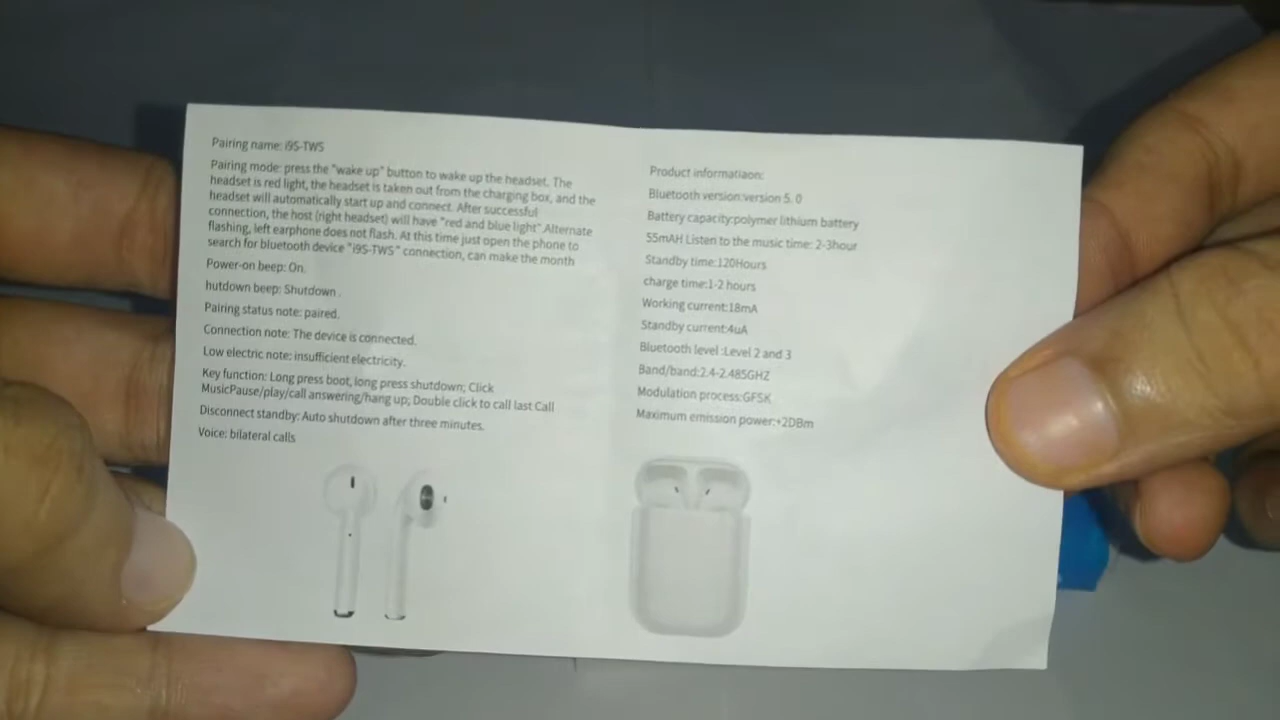 Pairing name: i9S-TWS
Pairing mode: press the "wake up" button to wake up the headset. The
headset is red light, the headset is taken out from the charging box, and the
headset will automatically start up and connect. After successful
connection, the host (right headset) will have "red and blue light".Alternate
flashing, left earphone does not flash. At this time just open the phone to
search for bluetooth device "i9S-TWS" connection, can make the month
Power-on beep: On.
hutdown beep: Shutdown .
Pairing status note: paired.
Connection note: The device is connected.
Low electric note: insufficient electricity.
Key function: Long press boot, long press shutdown; Click
MusicPause/play/call answering/hang up; Double click to call last Call
Disconnect standby: Auto shutdown after three minutes.
Voice: bilateral calls
Product informatiaon:
Bluetooth version:version 5. 0
Battery capacity:polymer lithium battery
55mAH Listen to the music time: 2-3hour
Standby time:120Hours
charge time:1-2 hours
Working current:18mA
Standby current:4uA
Bluetooth level :Level 2 and 3
Band/band:2.4-2.485GHZ
Modulation process:GFSK
Maximum emission power:+2DBm